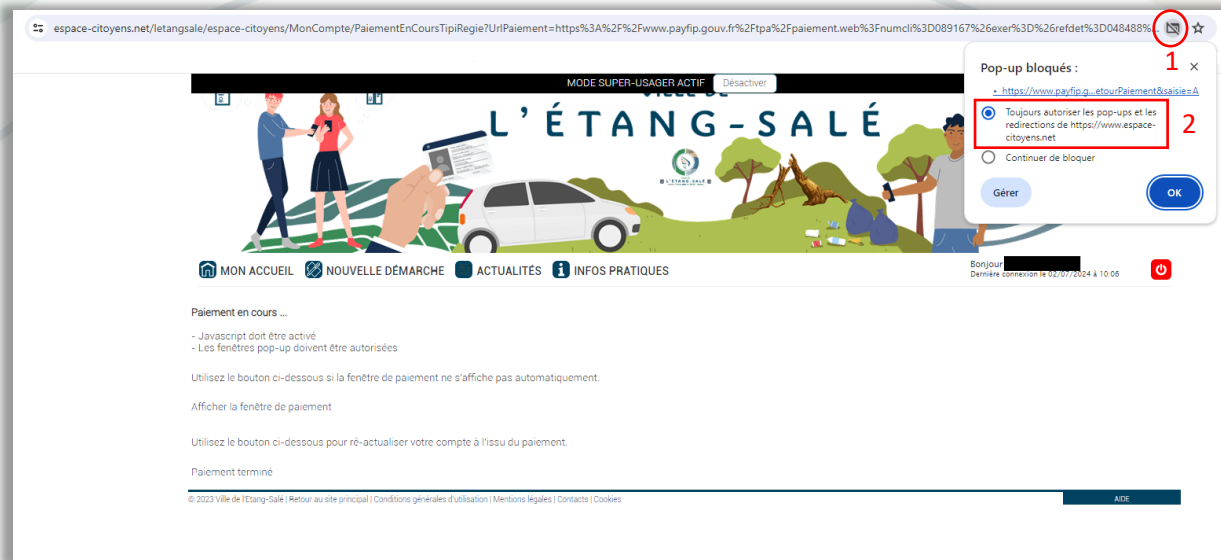 espace-citoyens.net/letangsale/espace-citoyens/MonCompte/PaiementEnCoursTipiRegie?UrlPaiement=https%3A%2F%2Fwww.payfip.gouv.fr%2Ftpa%2Fpaiement.web%3Fnumcli%3D089167%26exer%3D%26refdet%3D048488%...
1
Pop-up bloqués :
• https://www.payfip.g...etourPaiement&saisie=A
Toujours autoriser les pop-ups et les
redirections de https://www.espace-
citoyens.net
2
Continuer de bloquer
Gérer
OK
MODE SUPER-USAGER ACTIF Désactiver
VILLE DE
L'ÉTANG-SALÉ
L'ÉTANG-SALÉ
MON ACCUEIL NOUVELLE DÉMARCHE ACTUALITÉS INFOS PRATIQUES
Bonjour
Dernière connexion le 02/07/2024 à 10:06
Paiement en cours ...
- Javascript doit être activé
- Les fenêtres pop-up doivent être autorisées
Utilisez le bouton ci-dessous si la fenêtre de paiement ne s'affiche pas automatiquement.
Afficher la fenêtre de paiement
Utilisez le bouton ci-dessous pour ré-actualiser votre compte à l'issu du paiement.
Paiement terminé
© 2023 Ville de l'Etang-Salé | Retour au site principal | Conditions générales d'utilisation | Mentions légales | Contacts | Cookies
AIDE